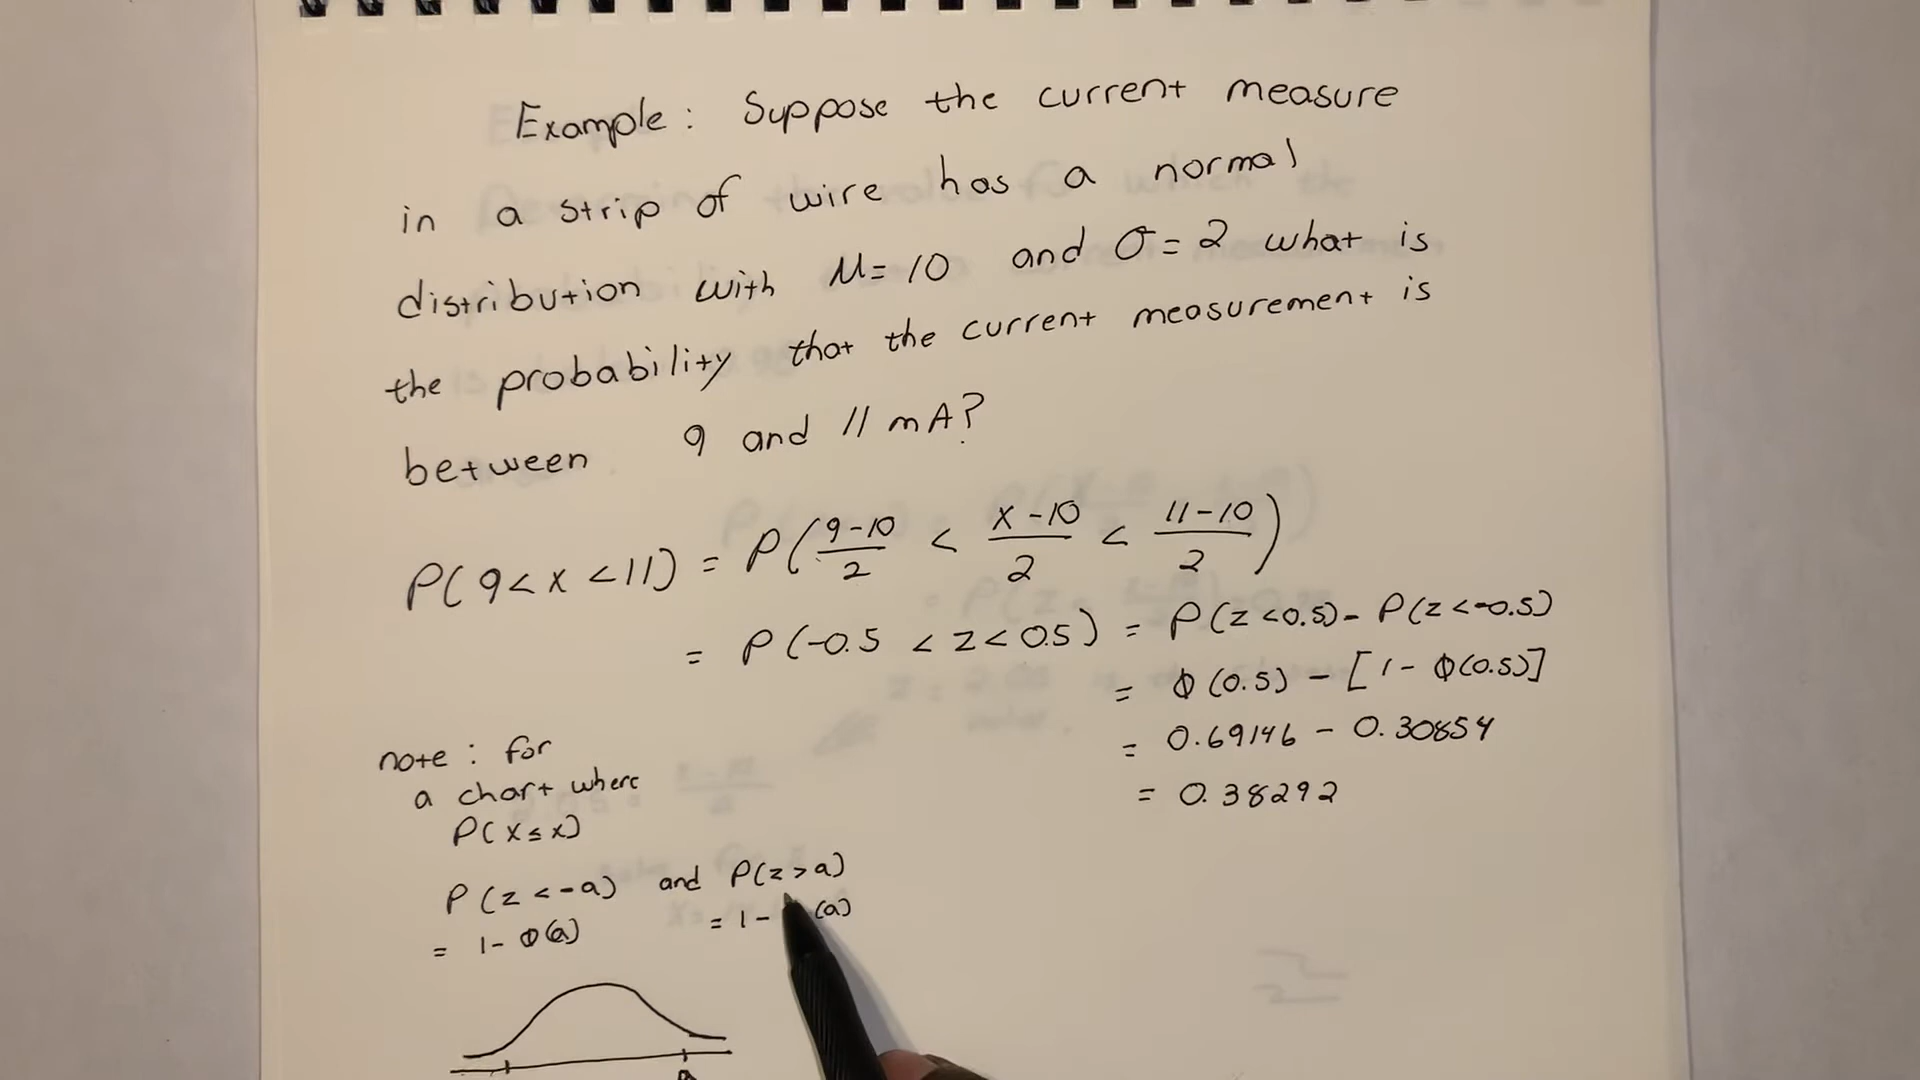 Example: Suppose the current measure
in a strip of wire has a normal
distribution with M=10 and σ=2 what is
the probability that the current measurement is
between 9 and 11 mA?
P(9<x<11) = P(9-10/2 < x-10/2 < 11-10/2)
= P(-0.5 < z < 0.5) = P(z<0.5) - P(z<-0.5)
= Φ(0.5) - [1 - Φ(0.5)]
= 0.69146 - 0.30854
= 0.38292
note: for
a chart where
P(x≤x)
P(z<-a) and P(z>a)
= 1- Φ(a) = 1- (a)